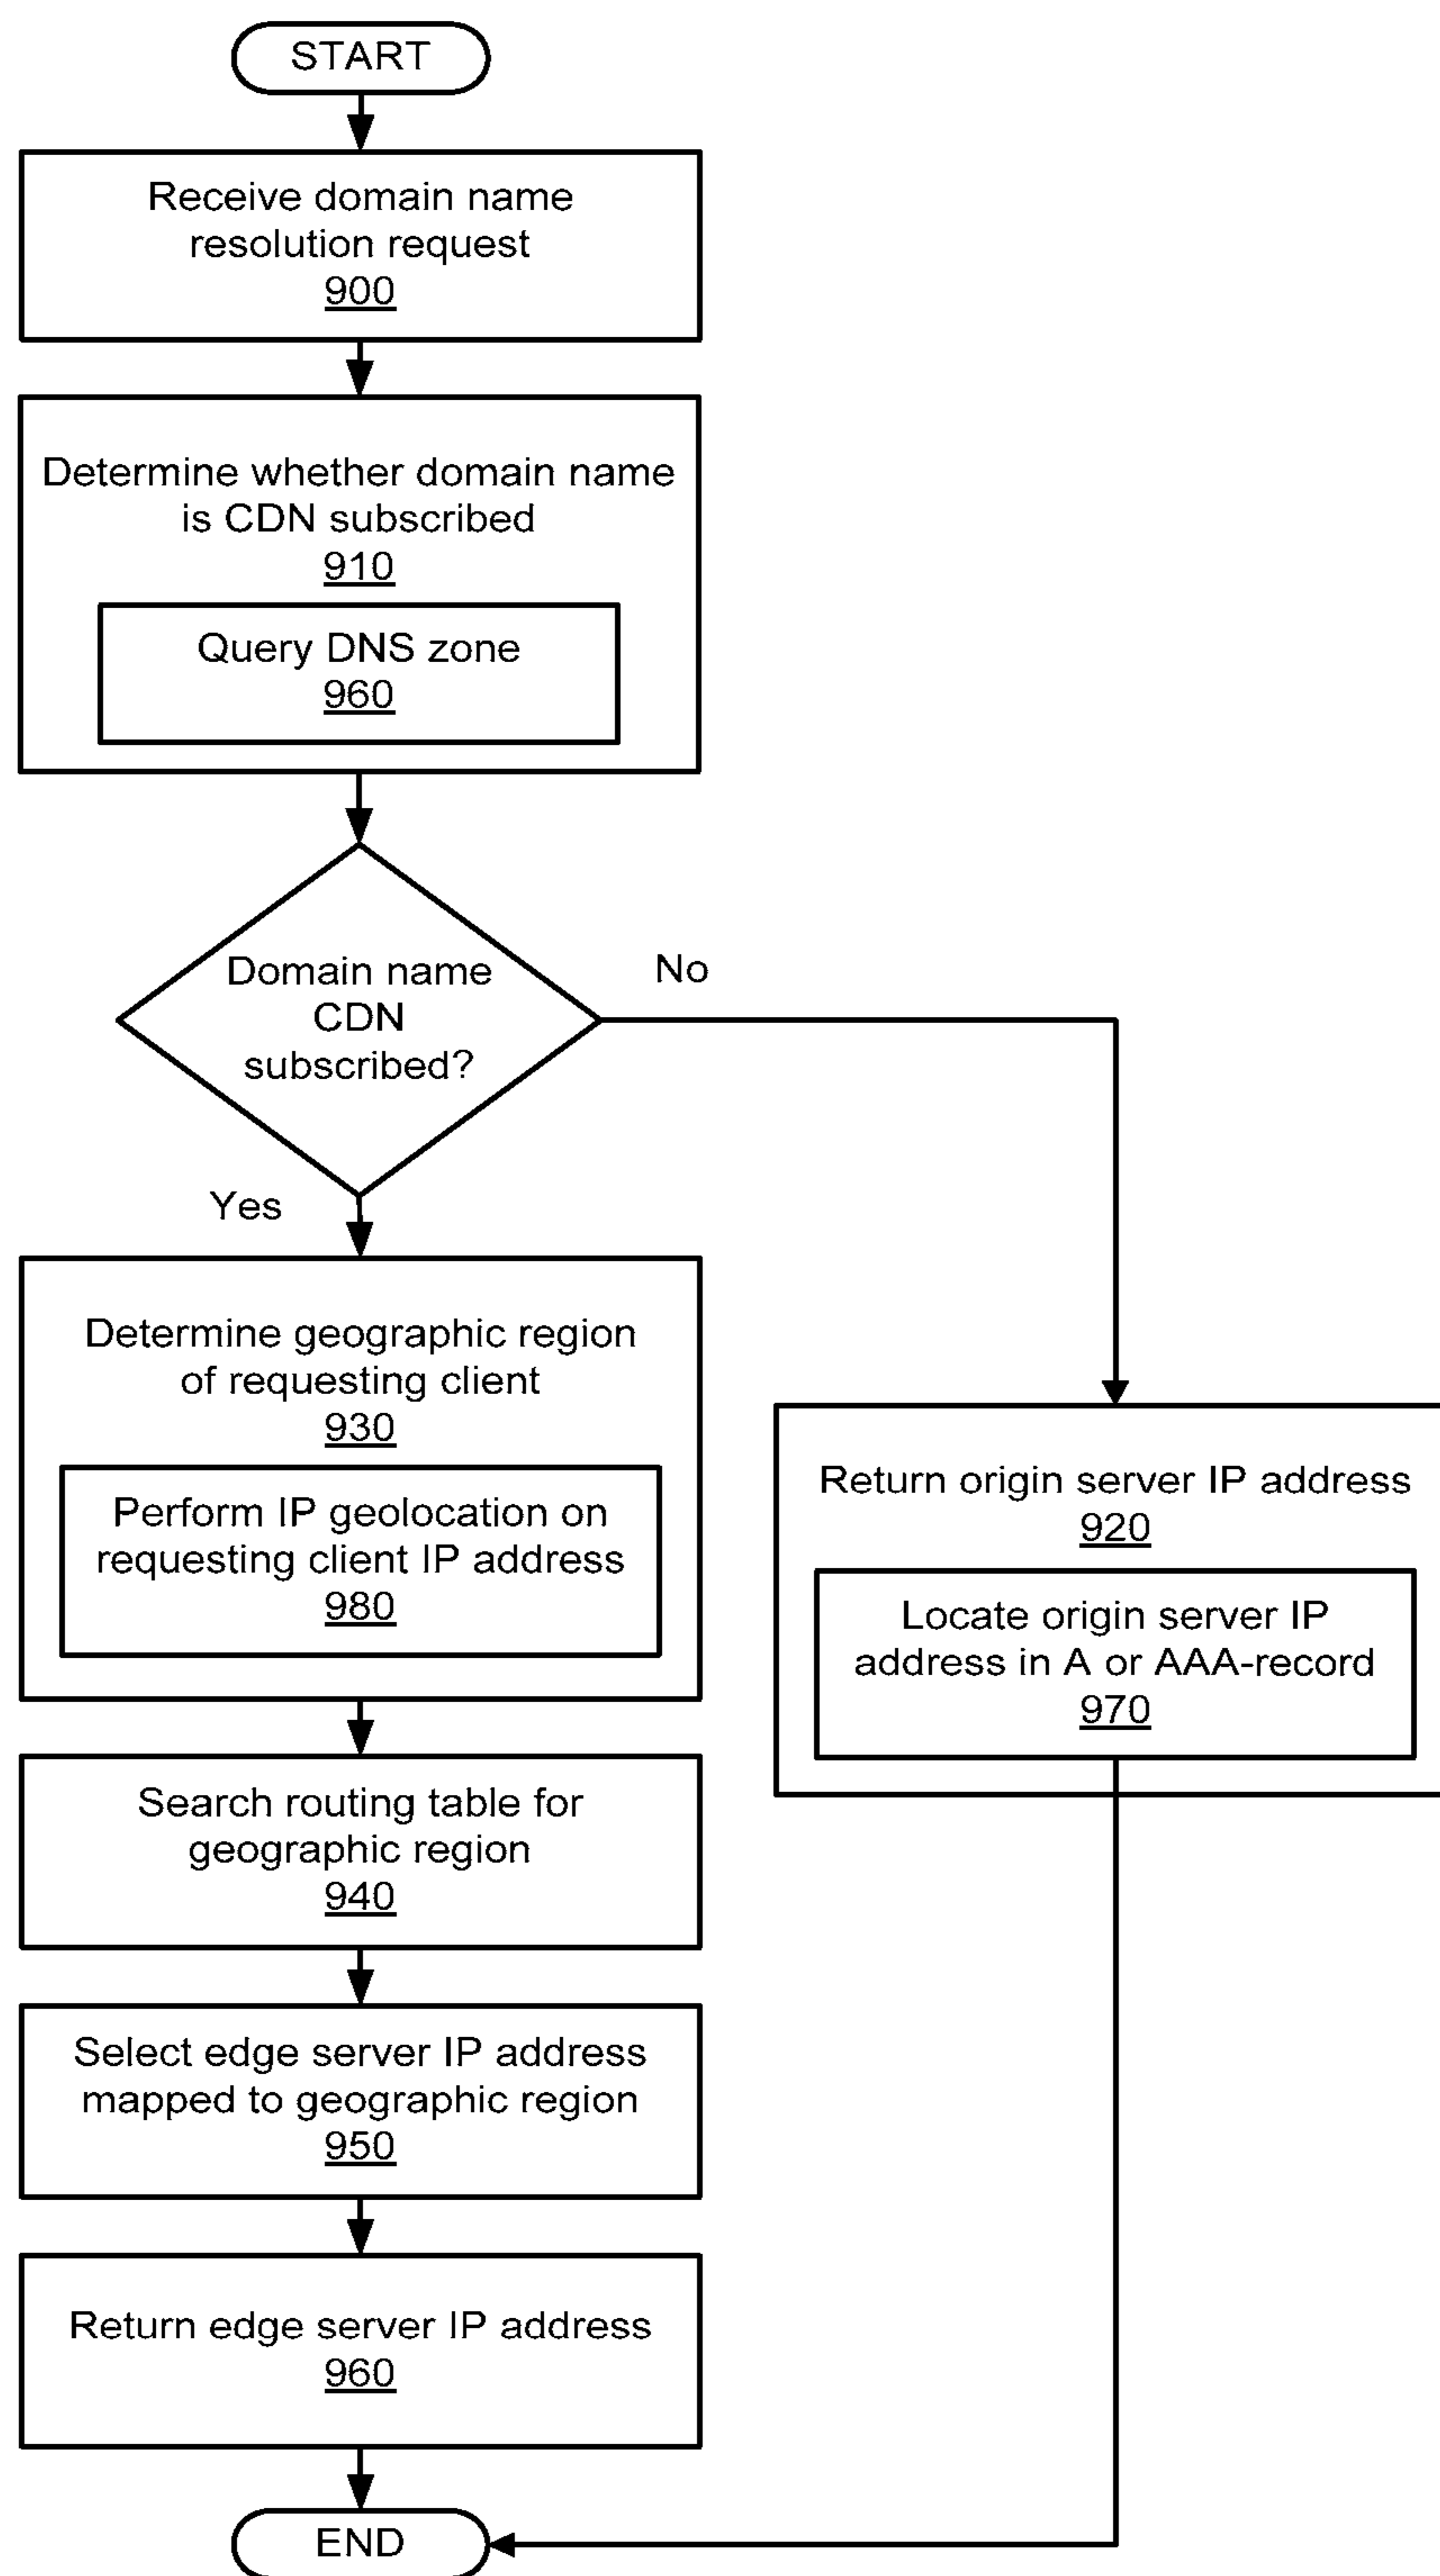 START
Receive domain name
resolution request
900
Determine whether domain name
is CDN subscribed
910
Query DNS zone
960
Domain name
CDN
subscribed?
No
Yes
Determine geographic region
of requesting client
930
Perform IP geolocation on
requesting client IP address
980
Return origin server IP address
920
Locate origin server IP
address in A or AAA-record
970
Search routing table for
geographic region
940
Select edge server IP address
mapped to geographic region
950
Return edge server IP address
960
END